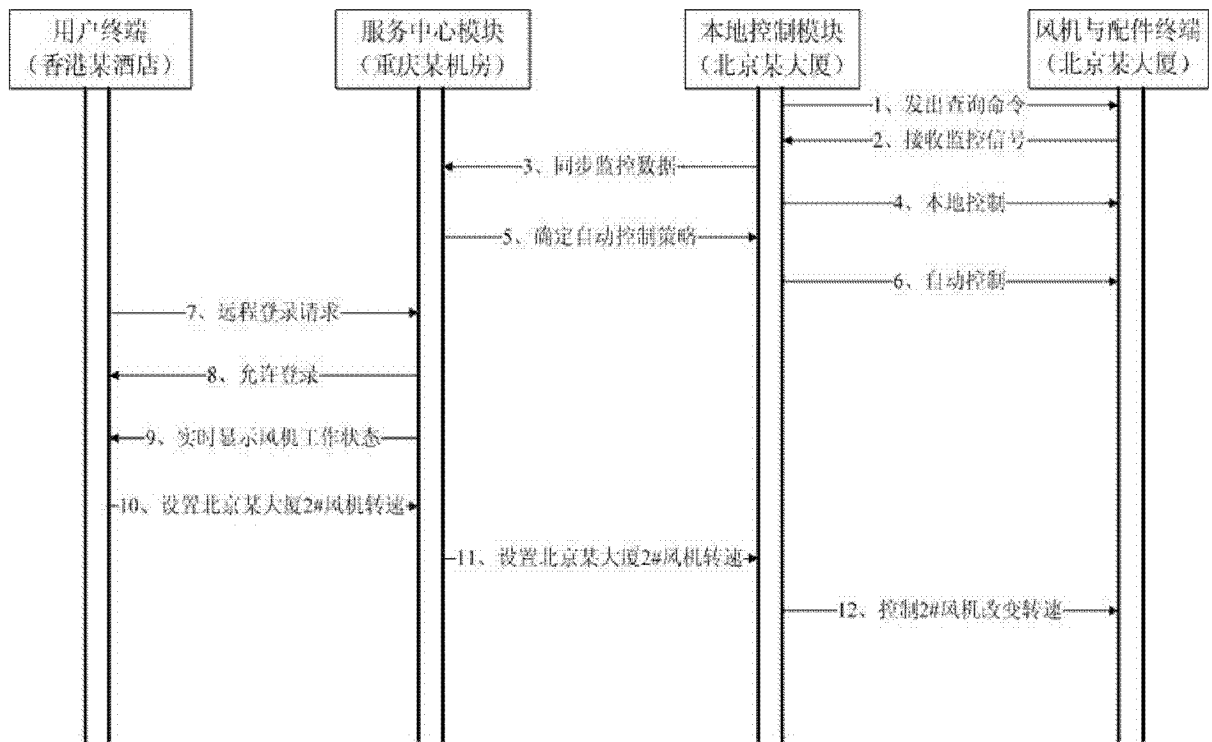 用户终端
（香港某酒店）
服务中心模块
（重庆某机房）
本地控制模块
（北京某大厦）
风机与配件终端
（北京某大厦）
1、发出查询命令
2、接收监控信号
3、同步监控数据
4、本地控制
5、确定自动控制策略
6、自动控制
7、远程登录请求
8、允许登录
9、实时显示风机工作状态
10、设置北京某大厦2#风机转速
11、设置北京某大厦2#风机转速
12、控制2#风机改变转速